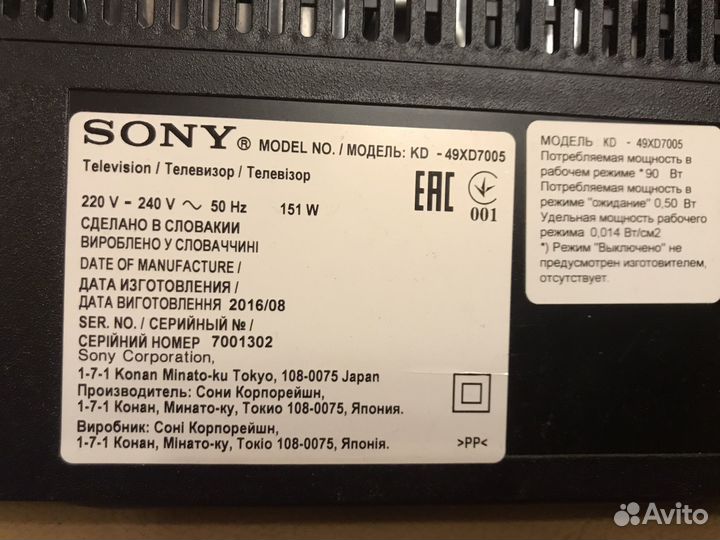 SONY® MODEL NO. / МОДЕЛЬ: KD - 49XD7005
Television / Телевизор / Телевізор
220 V – 240 V ~ 50 Hz 151 W
EAC
001
СДЕЛАНО В СЛОВАКИИ
ВИРОБЛЕНО У СЛОВАЧЧИНІ
DATE OF MANUFACTURE /
ДАТА ИЗГОТОВЛЕНИЯ /
ДАТА ВИГОТОВЛЕННЯ 2016/08
SER. NO. / СЕРИЙНЫЙ № /
СЕРІЙНИЙ НОМЕР 7001302
Sony Corporation,
1-7-1 Konan Minato-ku Tokyo, 108-0075 Japan
Производитель: Сони Корпорейшн,
1-7-1 Конан, Минато-ку, Токио 108-0075, Япония.
Виробник: Соні Корпорейшн,
1-7-1 Конан, Мінато-ку, Токіо 108-0075, Японія.
>PP<
МОДЕЛЬ: KD - 49XD7005
Потребляемая мощность в
рабочем режиме *90 Вт
Потребляемая мощность в
режиме "ожидание" 0,50 Вт
Удельная мощность рабочего
режима 0,014 Вт/см2
*) Режим "Выключено" не
предусмотрен изготовителем,
отсутствует.
Avito